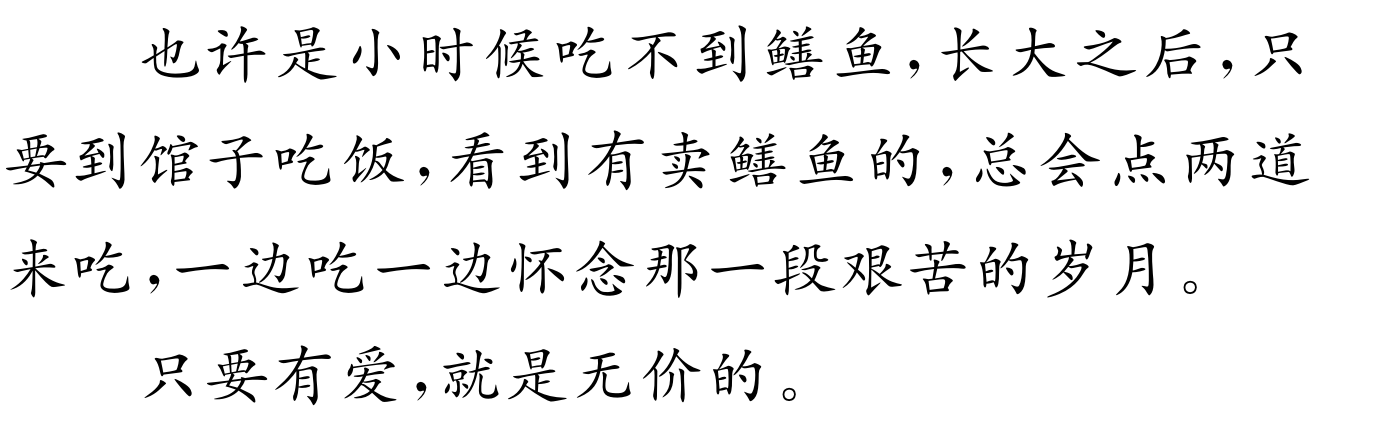 也许是小时候吃不到鳝鱼,长大之后,只
要到馆子吃饭,看到有卖鳝鱼的,总会点两道
来吃,一边吃一边怀念那一段艰苦的岁月。
只要有爱,就是无价的。